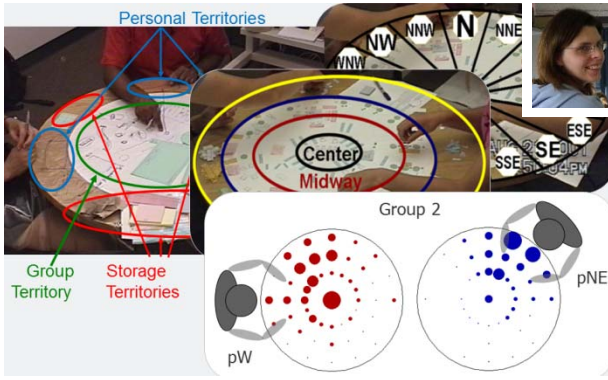 Personal Territories
WNW
NW
NNW
N
NNE
ESE
SE
SSE
Center
Midway
Group
Territory
Storage
Territories
Group 2
pW
pNE